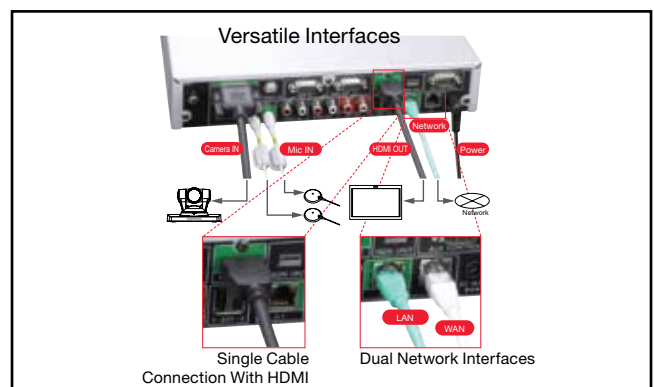 Versatile Interfaces
Network
Camera IN
Mic IN
HDMI OUT
Power
Network
LAN
WAN
Single Cable
Connection With HDMI
Dual Network Interfaces